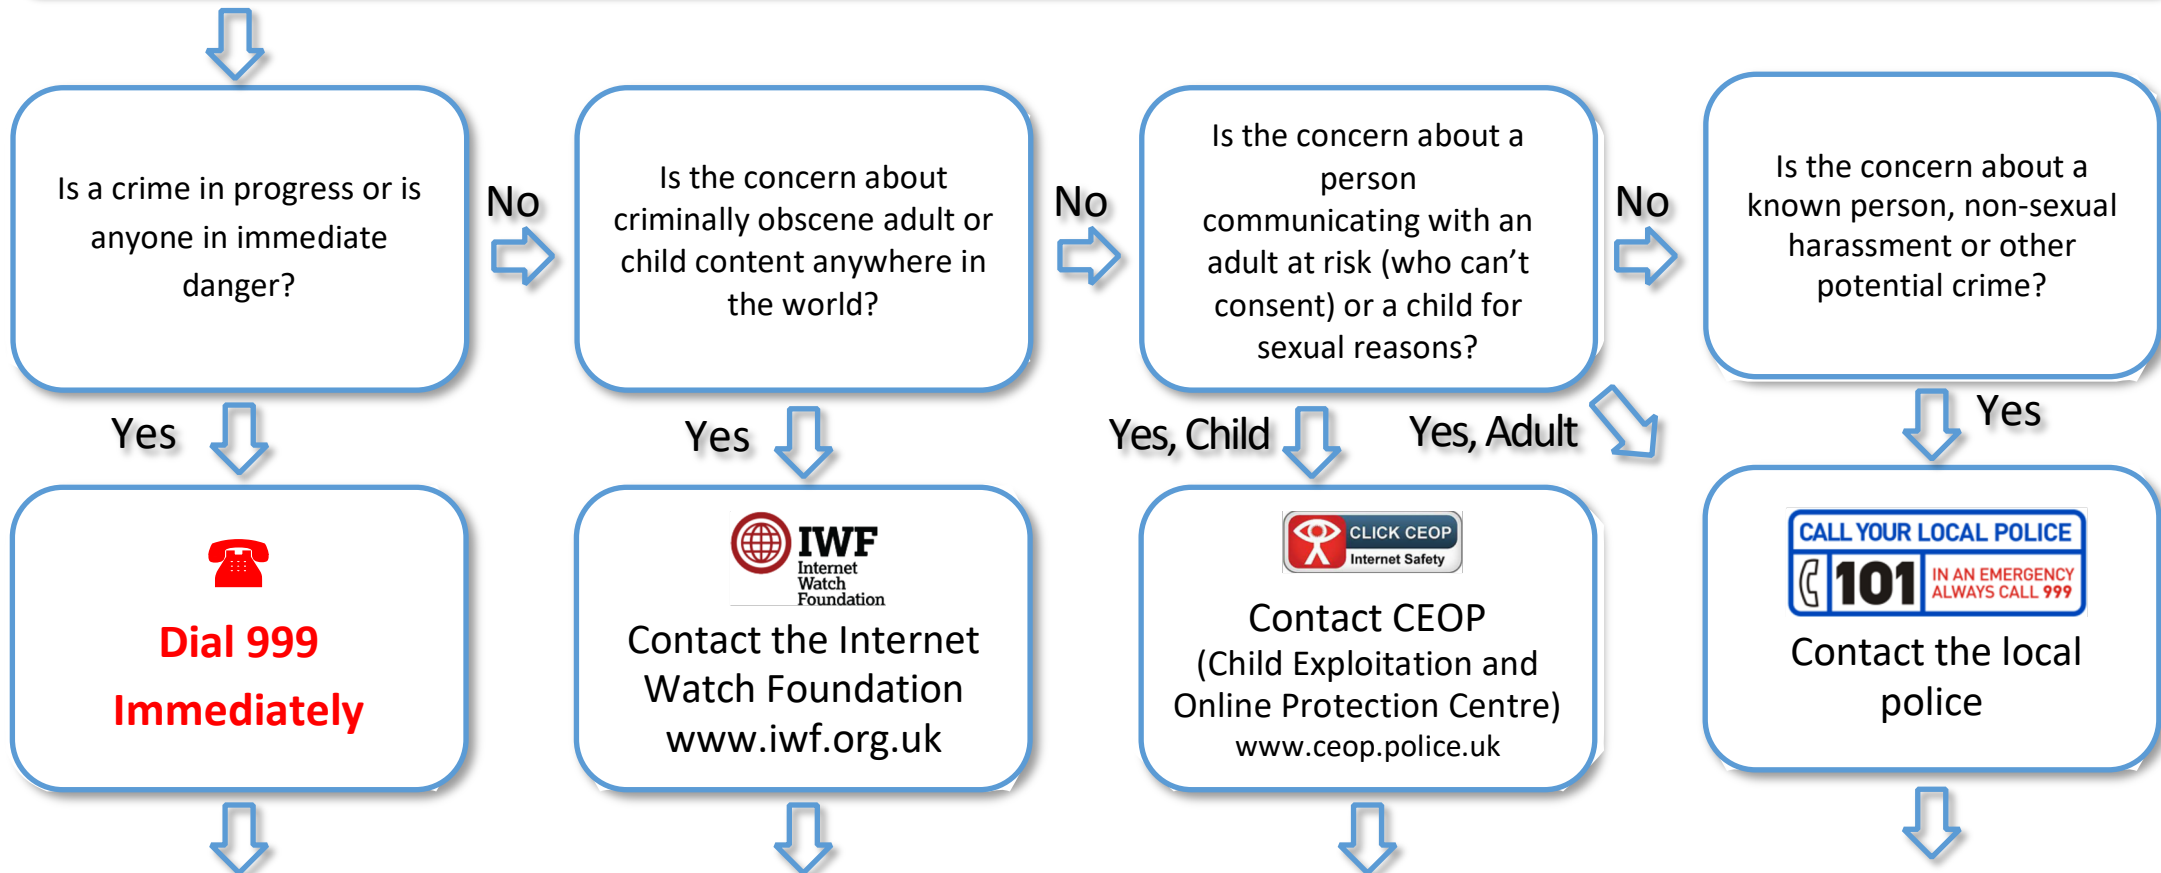 Is a crime in progress or is
anyone in immediate
danger?
No
Is the concern about
criminally obscene adult or
child content anywhere in
the world?
No
Is the concern about a
person
communicating with an
adult at risk (who can’t
consent) or a child for
sexual reasons?
No
Is the concern about a
known person, non-sexual
harassment or other
potential crime?
Yes
Yes
Yes, Child
Yes, Adult
Yes
Dial 999
Immediately
IWF
Internet
Watch
Foundation
Contact the Internet
Watch Foundation
www.iwf.org.uk
CLICK CEOP
Internet Safety
Contact CEOP
(Child Exploitation and
Online Protection Centre)
www.ceop.police.uk
CALL YOUR LOCAL POLICE
101
IN AN EMERGENCY
ALWAYS CALL 999
Contact the local
police